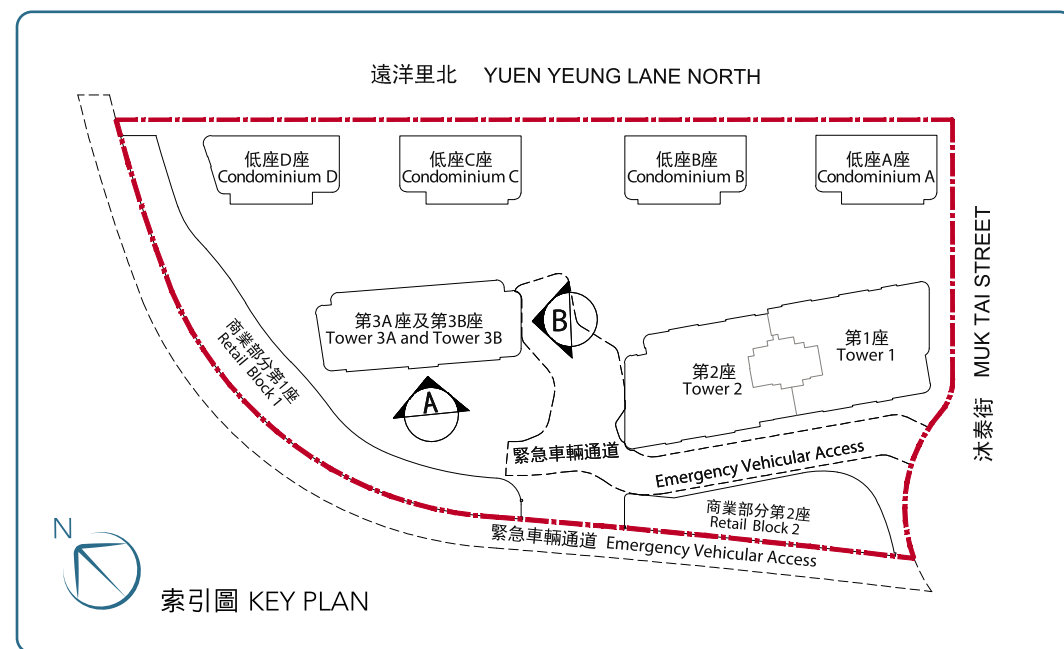 遠洋里北 YUEN YEUNG LANE NORTH
低座D座
Condominium D
低座C座
Condominium C
低座B座
Condominium B
低座A座
Condominium A
沐泰街 MUK TAI STREET
商業部分第1座
Retail Block 1
第3A座及第3B座
Tower 3A and Tower 3B
A
B
第2座
Tower 2
第1座
Tower 1
緊急車輛通道 Emergency Vehicular Access
商業部分第2座
Retail Block 2
緊急車輛通道 Emergency Vehicular Access
N
索引圖 KEY PLAN